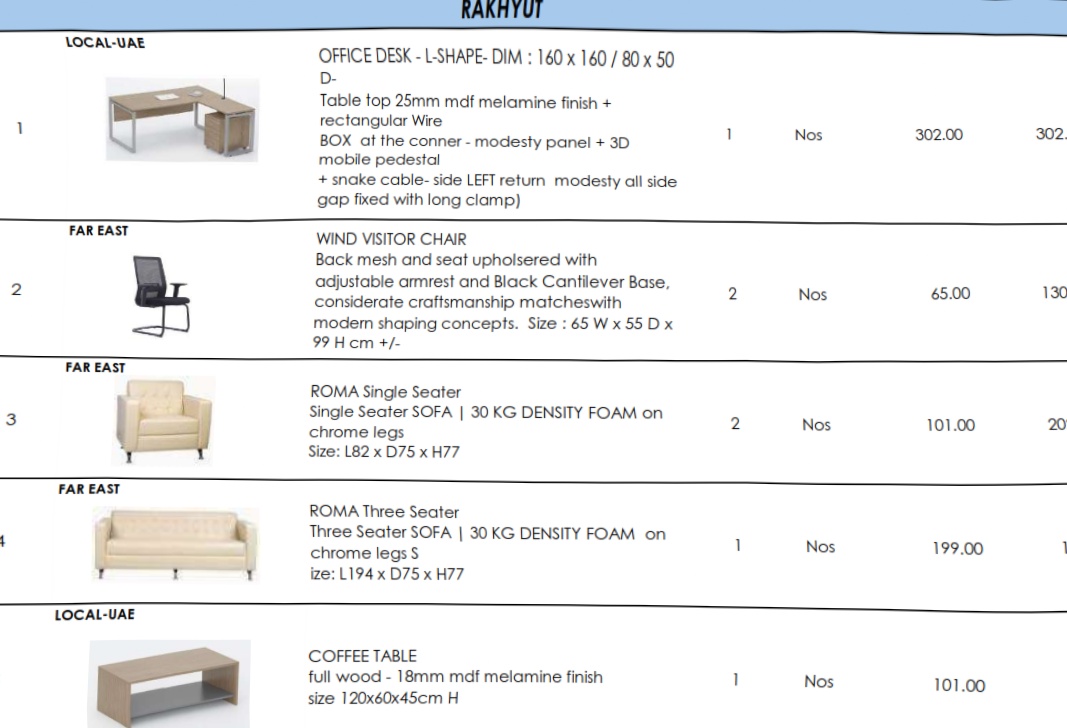 RAKHYUT
LOCAL-UAE
1
OFFICE DESK - L-SHAPE- DIM : 160 x 160 / 80 x 50
D-
Table top 25mm mdf melamine finish +
rectangular Wire
BOX at the conner - modesty panel + 3D
mobile pedestal
+ snake cable- side LEFT return modesty all side
gap fixed with long clamp)
1 Nos 302.00 302.
FAR EAST
2
WIND VISITOR CHAIR
Back mesh and seat upholsered with
adjustable armrest and Black Cantilever Base,
considerate craftsmanship matcheswith
modern shaping concepts. Size : 65 W x 55 D x
99 H cm +/-
2 Nos 65.00 130
FAR EAST
3
ROMA Single Seater
Single Seater SOFA | 30 KG DENSITY FOAM on
chrome legs
Size: L82 x D75 x H77
2 Nos 101.00 20
FAR EAST
4
ROMA Three Seater
Three Seater SOFA | 30 KG DENSITY FOAM on
chrome legs S
ize: L194 x D75 x H77
1 Nos 199.00 1
LOCAL-UAE
COFFEE TABLE
full wood - 18mm mdf melamine finish
size 120x60x45cm H
1 Nos 101.00